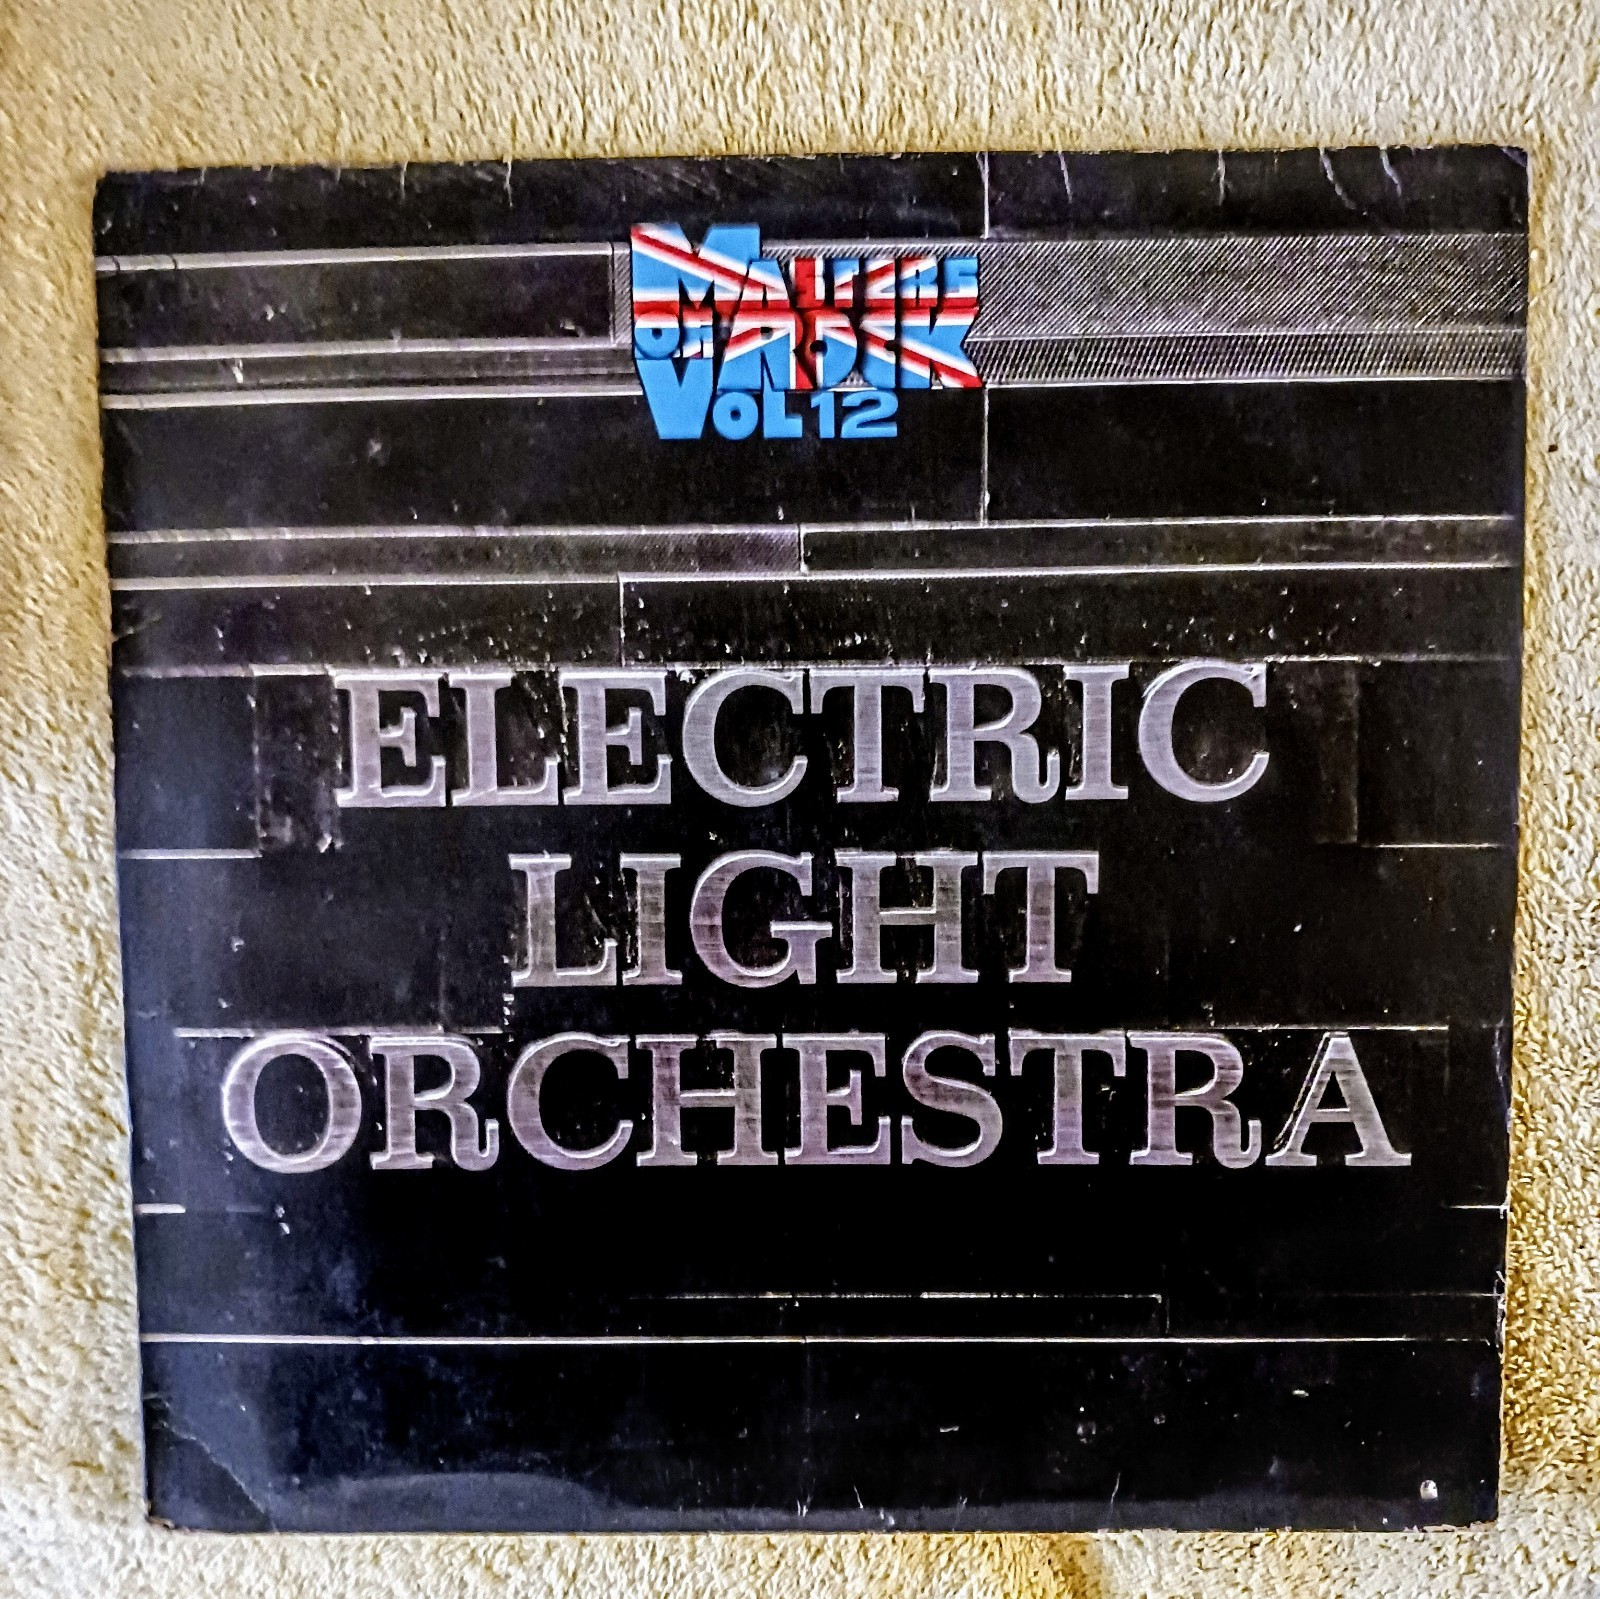 MASTERS
OF ROCK
VOL 12
ELECTRIC
LIGHT
ORCHESTRA